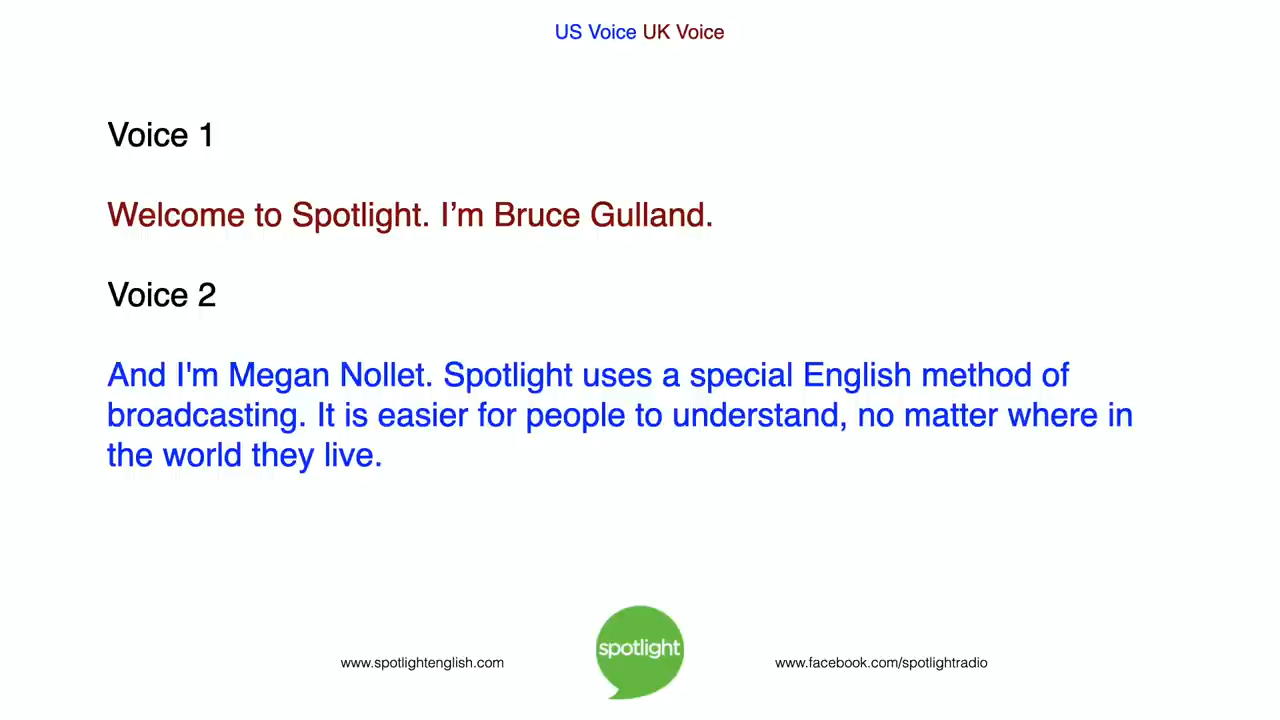 US Voice UK Voice
Voice 1
Welcome to Spotlight. I’m Bruce Gulland.
Voice 2
And I'm Megan Nollet. Spotlight uses a special English method of
broadcasting. It is easier for people to understand, no matter where in
the world they live.
www.spotlightenglish.com
spotlight
www.facebook.com/spotlightradio